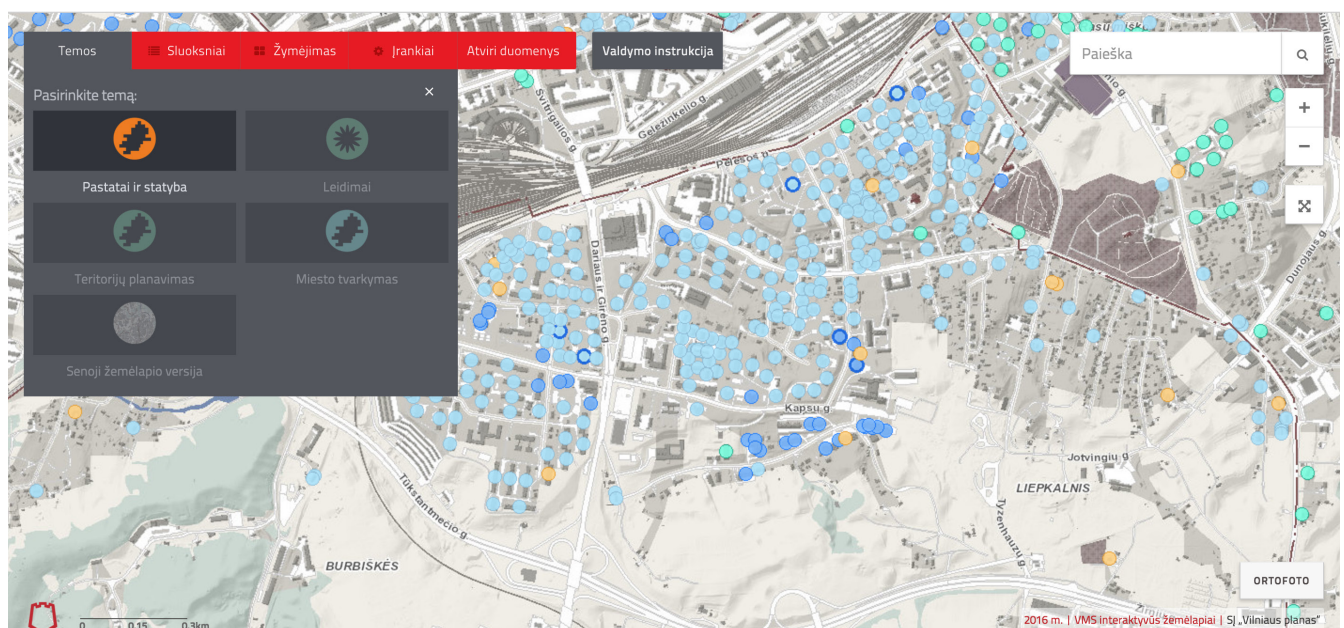 Temos
Sluoksniai
Žymėjimas
Įrankiai
Atviri duomenys
Valdymo instrukcija
Paieška
Pasirinkite temą:
×
Pastatai ir statyba
Leidimai
Teritorijų planavimas
Miesto tvarkymas
Senoji žemėlapio versija
+
−
Švitrigailos g.
Geležinkelio g.
Pelesos g.
Dariaus ir Girėno g.
Dunojaus g.
Kapsų g.
Jotvingių g.
LIEPKALNIS
Tyzenhauzų g.
Tūkstantmečio g.
BURBIŠKĖS
ORTOFOTO
0 0.15 0.3km
2016 m. | VMS interaktyvūs žemėlapiai | SĮ „Vilniaus planas"